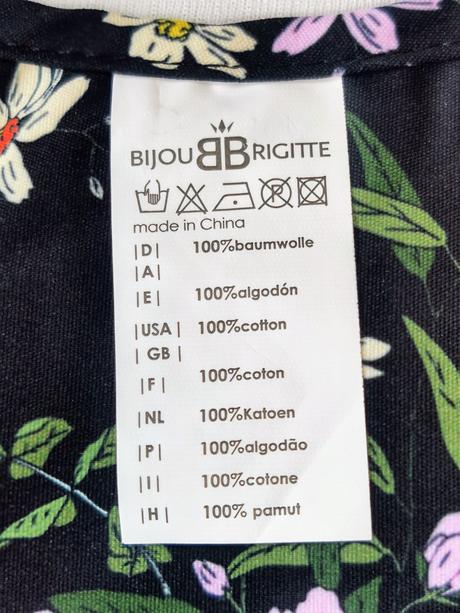 BIJOU BB RIGITTE
made in China
|D| 100%baumwolle
|A|
|E| 100%algodón
|USA| 100%cotton
|GB|
|F| 100%coton
|NL 100%Katoen
|P| 100%algodão
|I| 100%cotone
|H| 100% pamut